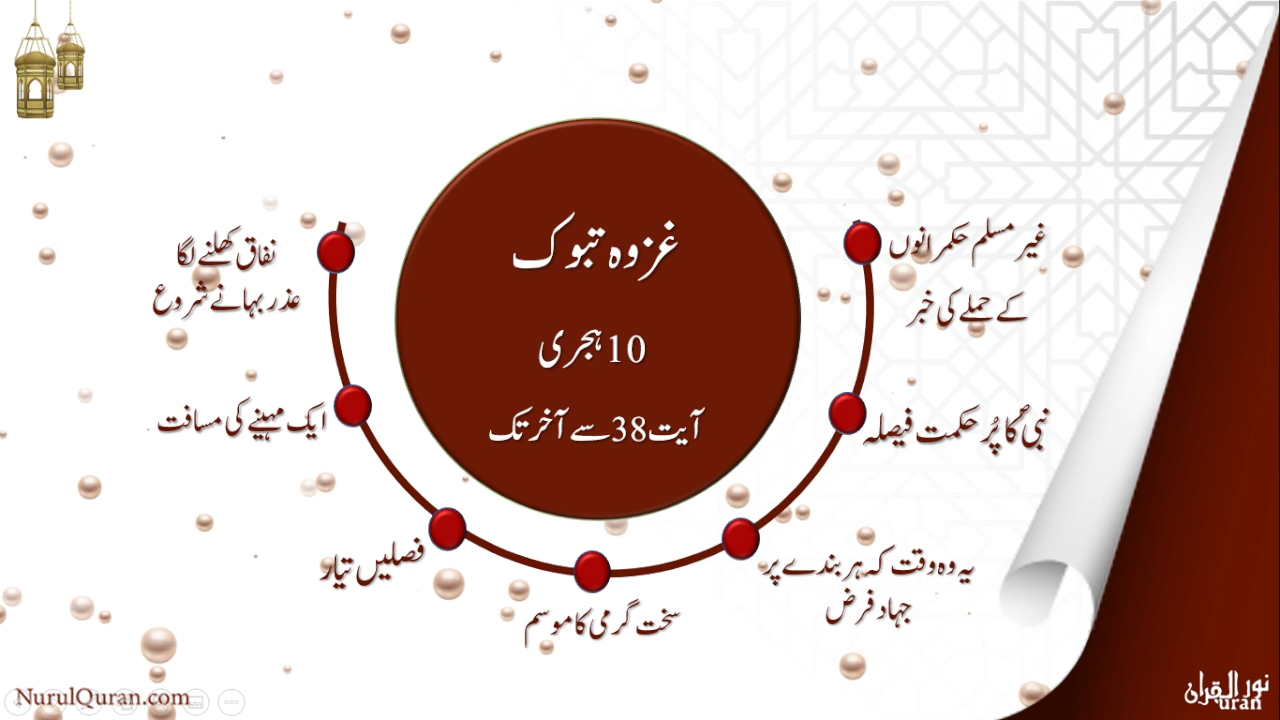 غزوہ تبوک
10 ہجری
آیت 38 سے آخر تک
غیر مسلم حکمرانوں
کے حملے کی خبر
نبیؐ کا پُر حکمت فیصلہ
یہ وہ وقت کہ ہر بندے پر
جہاد فرض
سخت گرمی کا موسم
فصلیں تیار
ایک مہینے کی مسافت
نفاق کھلنے لگا
عذر بہانے شروع
NurulQuran.com
نور القرآن
uran